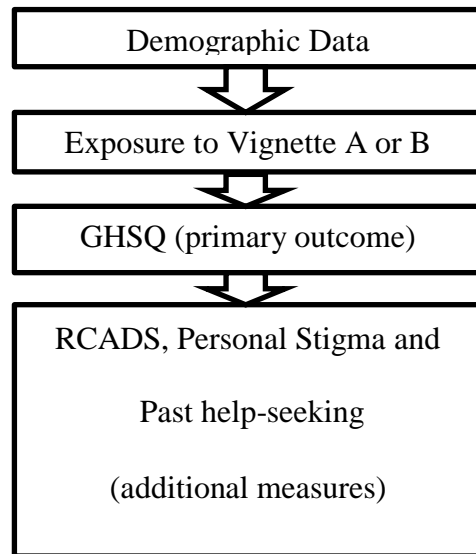 Demographic Data
Exposure to Vignette A or B
GHSQ (primary outcome)
RCADS, Personal Stigma and
Past help-seeking
(additional measures)